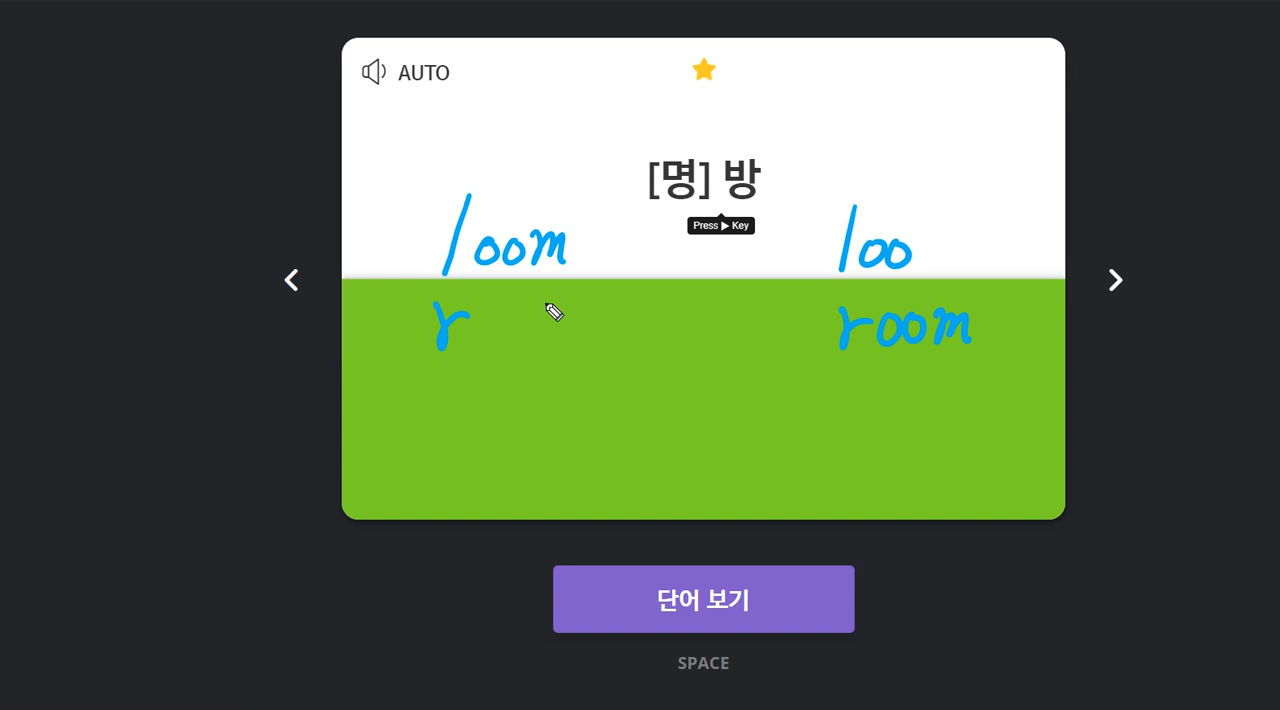 AUTO
[명] 방
Press ▶ Key
loom loo
r room
단어 보기
SPACE